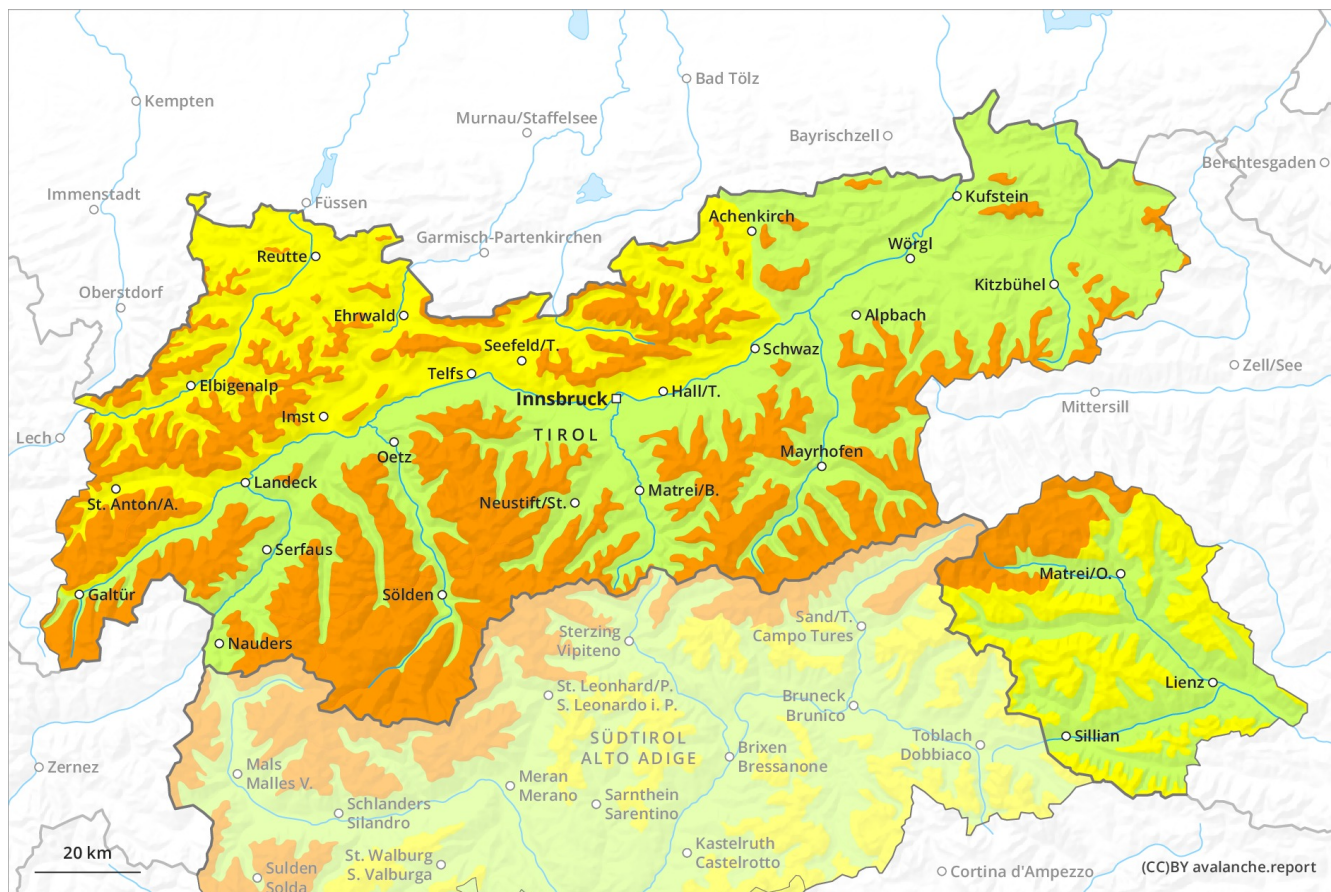 Bad Tölz
Kempten
Murnau/Staffelsee
Bayrischzell
Berchtesgaden
Immenstadt
Füssen
Kufstein
Achenkirch
Garmisch-Partenkirchen
Reutte
Wörgl
Oberstdorf
Kitzbühel
Ehrwald
Alpbach
Seefeld/T.
Schwaz
Zell/See
Telfs
Elbigenalp
Hall/T.
Innsbruck
Mittersill
Imst
Lech
TIROL
Oetz
Mayrhofen
Landeck
Matrei/B.
St. Anton/A.
Neustift/St.
Serfaus
Matrei/O.
Galtür
Sölden
Sand/T.
Campo Tures
Sterzing
Vipiteno
Nauders
Lienz
St. Leonhard/P.
S. Leonardo i. P.
Bruneck
Brunico
SÜDTIROL
ALTO ADIGE
Toblach
Dobbiaco
Sillian
Brixen
Bressanone
Zernez
Mals
Malles V.
Meran
Merano
Sarnthein
Sarentino
Schlanders
Silandro
20 km
Kastelruth
Castelrotto
St. Walburg
S. Valburga
Sulden
Solda
Cortina d'Ampezzo
(CC)BY avalanche.report